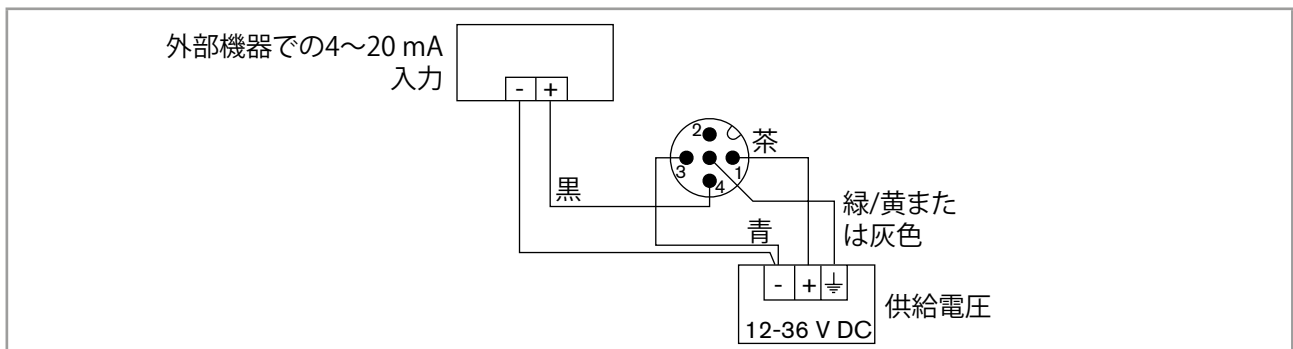 外部機器での4～20 mA
入力
- +
2
茶
3
1
4
黒
緑/黄また
は灰色
青
- +
供給電圧
12-36 V DC